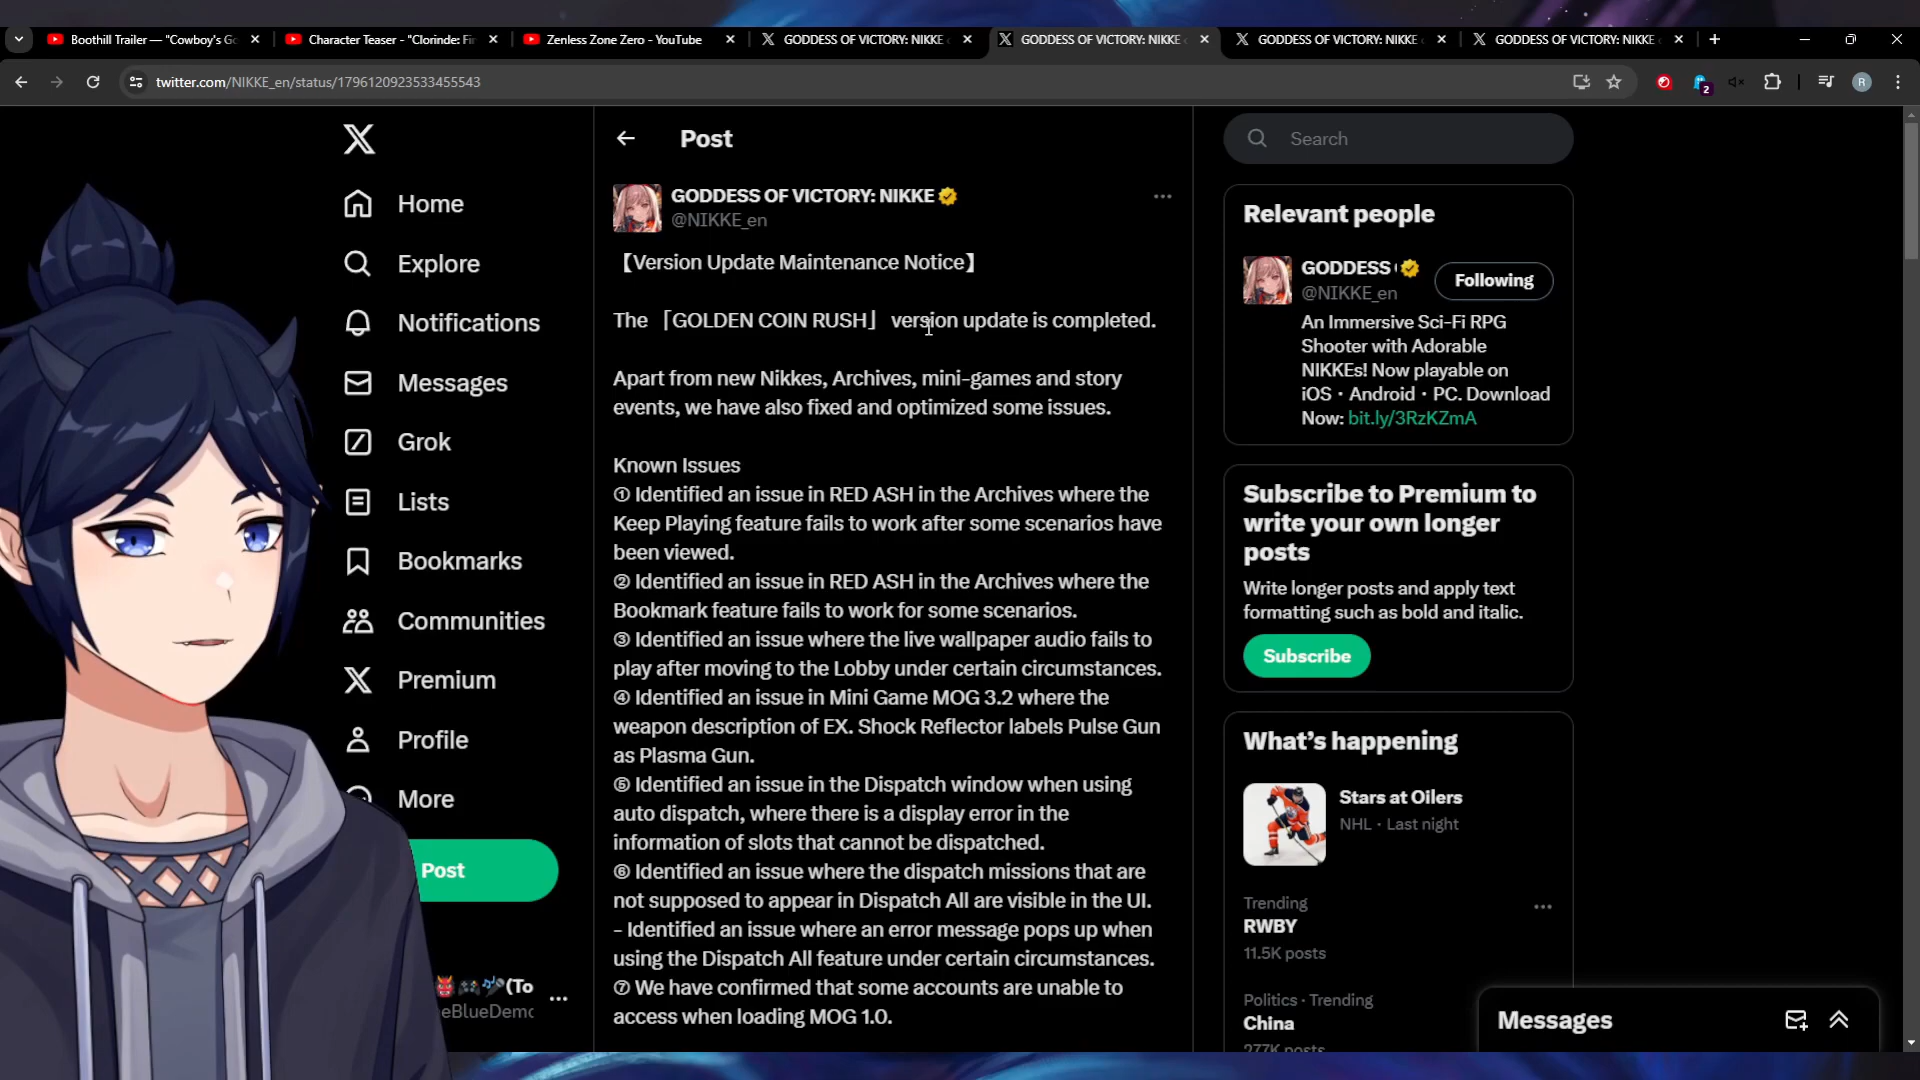 Boothill Trailer — "Cowboy's Go
Character Teaser - "Clorinde: Fi
Zenless Zone Zero - YouTube
GODDESS OF VICTORY: NIKKE
GODDESS OF VICTORY: NIKKE
GODDESS OF VICTORY: NIKKE
GODDESS OF VICTORY: NIKKE
twitter.com/NIKKE_en/status/1796120923533455543
2
R
Home
Explore
Notifications
Messages
Grok
Lists
Bookmarks
Communities
Premium
Profile
More
Post
(To
eBlueDemo
Post
GODDESS OF VICTORY: NIKKE
@NIKKE_en
【Version Update Maintenance Notice】
The「GOLDEN COIN RUSH」 version update is completed.
Apart from new Nikkes, Archives, mini-games and story
events, we have also fixed and optimized some issues.
Known Issues
① Identified an issue in RED ASH in the Archives where the
Keep Playing feature fails to work after some scenarios have
been viewed.
② Identified an issue in RED ASH in the Archives where the
Bookmark feature fails to work for some scenarios.
③ Identified an issue where the live wallpaper audio fails to
play after moving to the Lobby under certain circumstances.
④ Identified an issue in Mini Game MOG 3.2 where the
weapon description of EX. Shock Reflector labels Pulse Gun
as Plasma Gun.
⑤ Identified an issue in the Dispatch window when using
auto dispatch, where there is a display error in the
information of slots that cannot be dispatched.
⑥ Identified an issue where the dispatch missions that are
not supposed to appear in Dispatch All are visible in the UI.
– Identified an issue where an error message pops up when
using the Dispatch All feature under certain circumstances.
⑦ We have confirmed that some accounts are unable to
access when loading MOG 1.0.
Search
Relevant people
GODDESS
@NIKKE_en
Following
An Immersive Sci-Fi RPG
Shooter with Adorable
NIKKEs! Now playable on
iOS・Android・PC. Download
Now: bit.ly/3RzKZmA
Subscribe to Premium to
write your own longer
posts
Write longer posts and apply text
formatting such as bold and italic.
Subscribe
What's happening
Stars at Oilers
NHL · Last night
Trending
RWBY
11.5K posts
Politics · Trending
China
277K posts
Messages